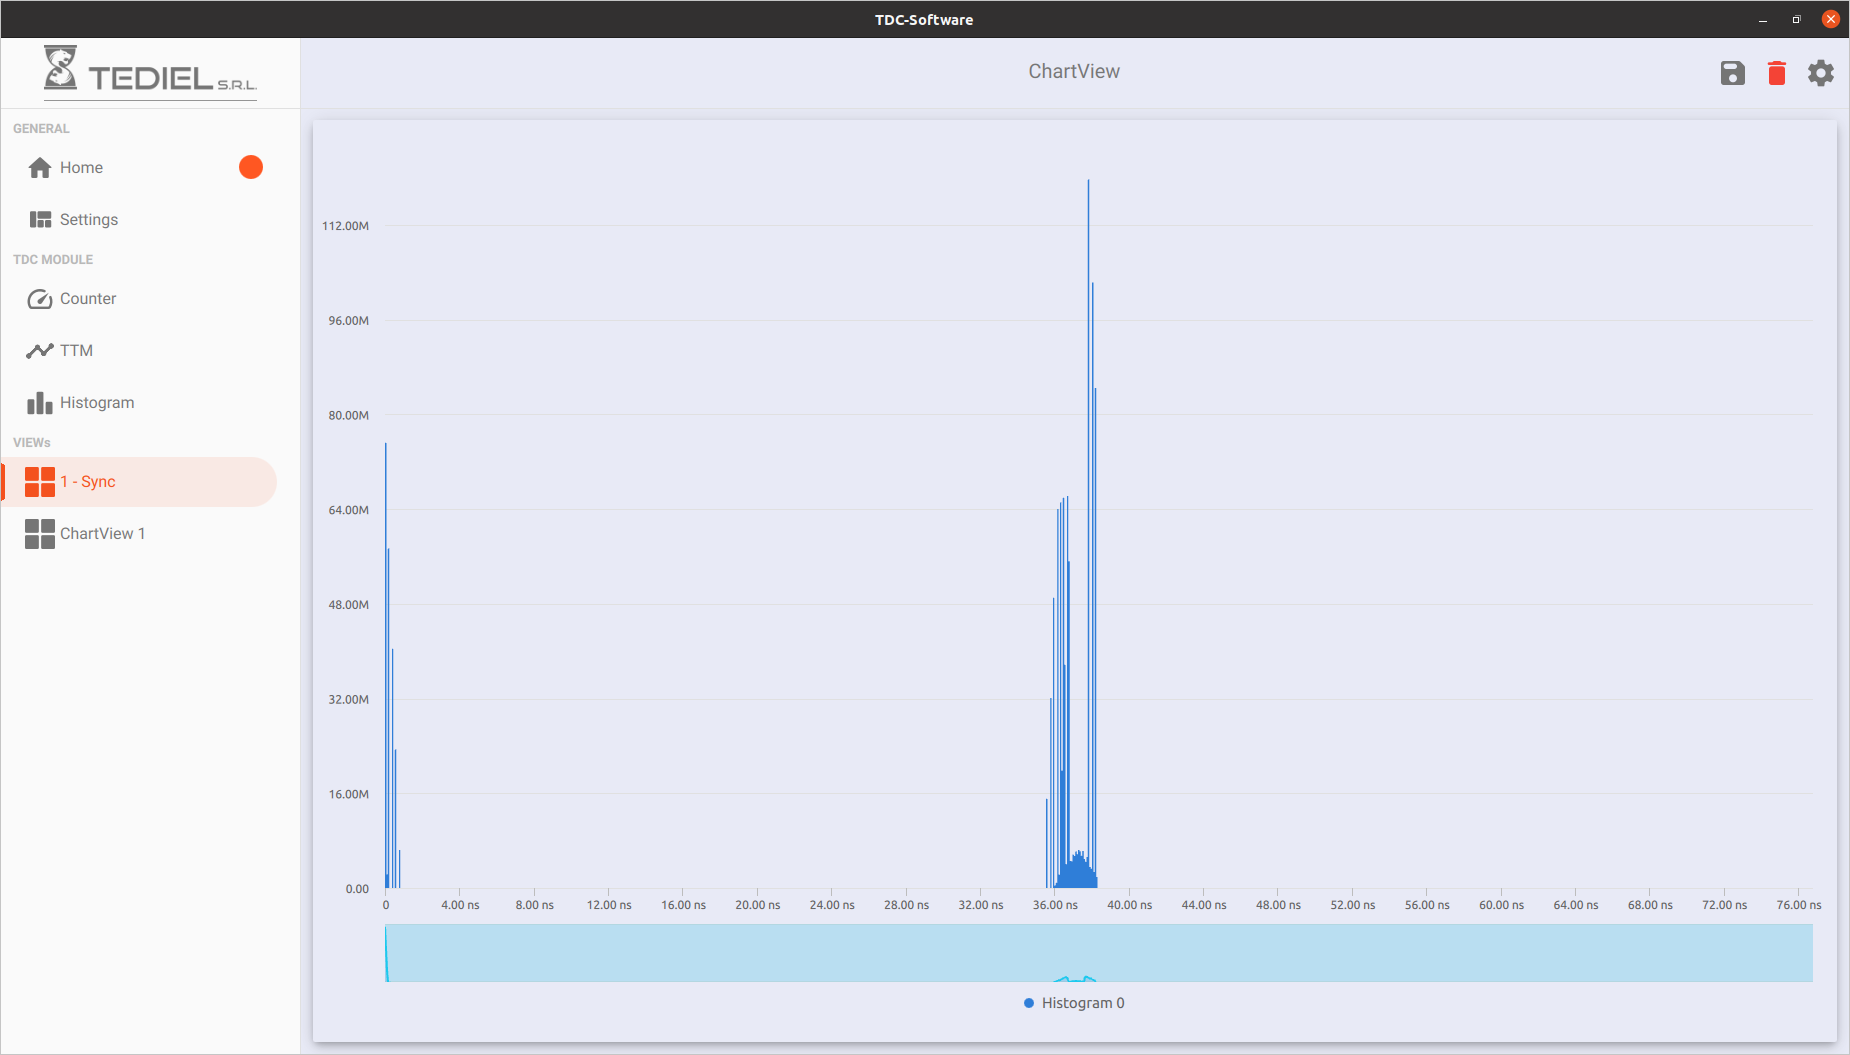 TDC-Software
TEDIEL S.R.L.
ChartView
GENERAL
Home
Settings
TDC MODULE
Counter
TTM
Histogram
VIEWs
1 - Sync
ChartView 1
112.00M
96.00M
80.00M
64.00M
48.00M
32.00M
16.00M
0.00
0 4.00 ns 8.00 ns 12.00 ns 16.00 ns 20.00 ns 24.00 ns 28.00 ns 32.00 ns 36.00 ns 40.00 ns 44.00 ns 48.00 ns 52.00 ns 56.00 ns 60.00 ns 64.00 ns 68.00 ns 72.00 ns 76.00 ns
Histogram 0